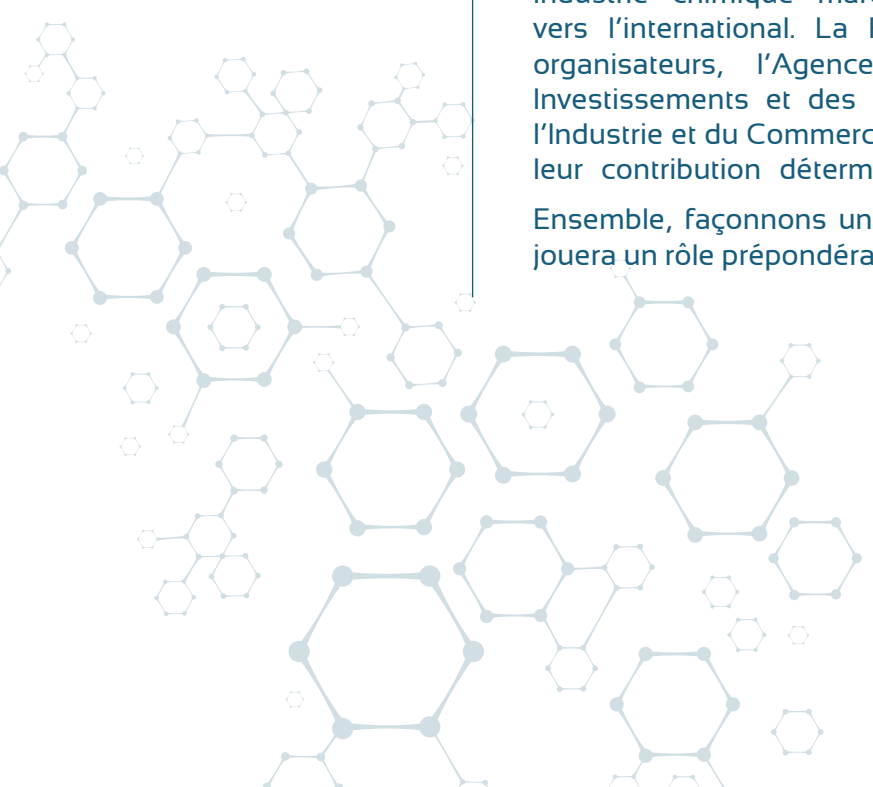 vers l’international. La
organisateurs, l’Agence
Investissements et des
l’Industrie et du Commerc
leur contribution déterm
Ensemble, façonnons un
jouera un rôle prépondéra